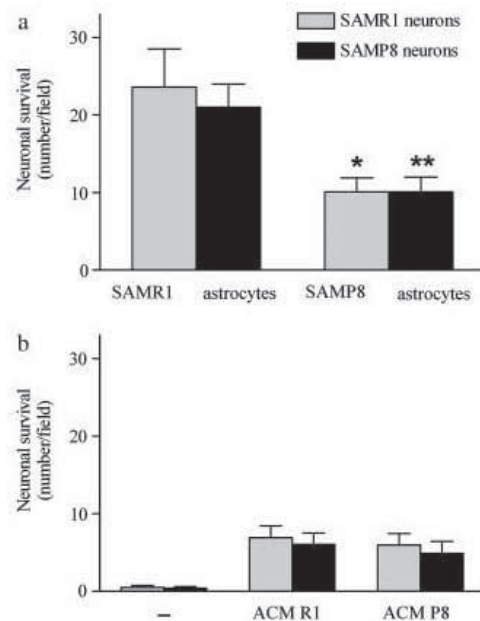 a
SAMR1 neurons
SAMP8 neurons
Neuronal survival
(number/field)
30
20
10
0
* **
SAMR1 astrocytes SAMP8 astrocytes
b
Neuronal survival
(number/field)
30
20
10
0
– ACM R1 ACM P8